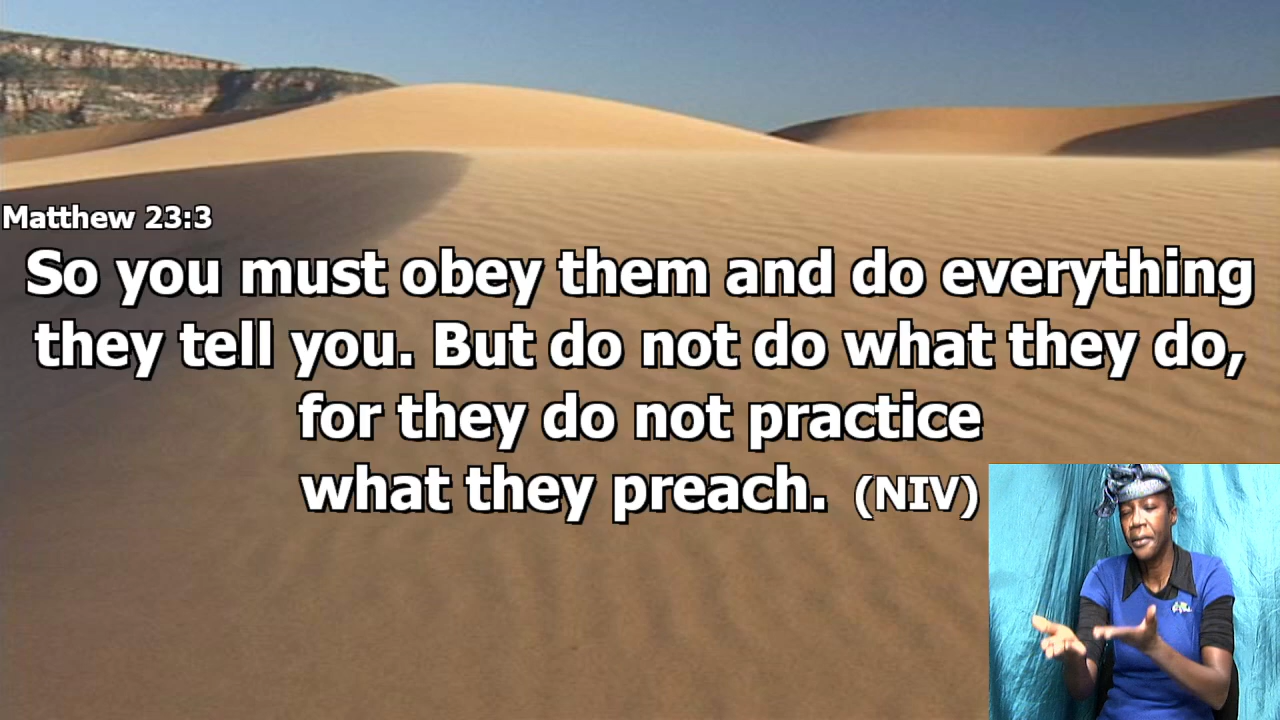 Matthew 23:3
So you must obey them and do everything
they tell you. But do not do what they do,
for they do not practice
what they preach. (NIV)